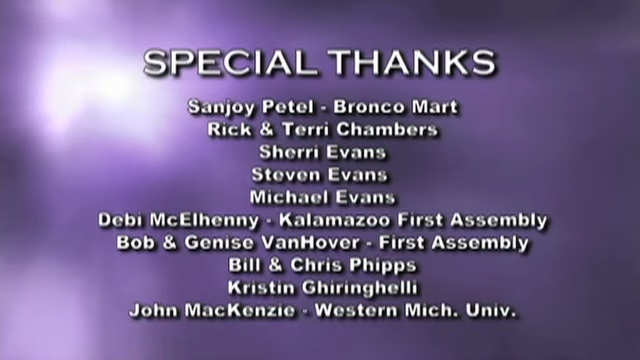 SPECIAL THANKS
Sanjoy Petel - Bronco Mart
Rick & Terri Chambers
Sherri Evans
Steven Evans
Michael Evans
Debi McElhenny - Kalamazoo First Assembly
Bob & Genise VanHover - First Assembly
Bill & Chris Phipps
Kristin Ghiringhelli
John MacKenzie - Western Mich. Univ.